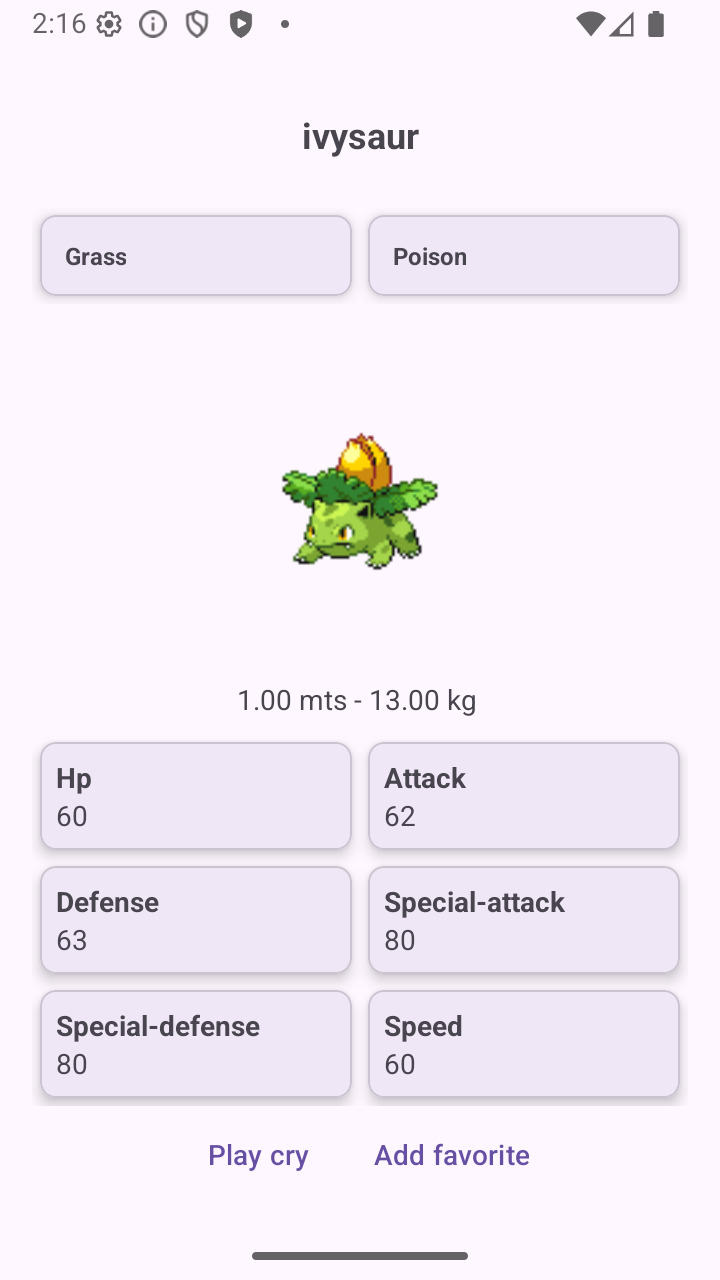 2:16
ivysaur
Grass Poison
1.00 mts - 13.00 kg
Hp Attack
60 62
Defense Special-attack
63 80
Special-defense Speed
80 60
Play cry Add favorite